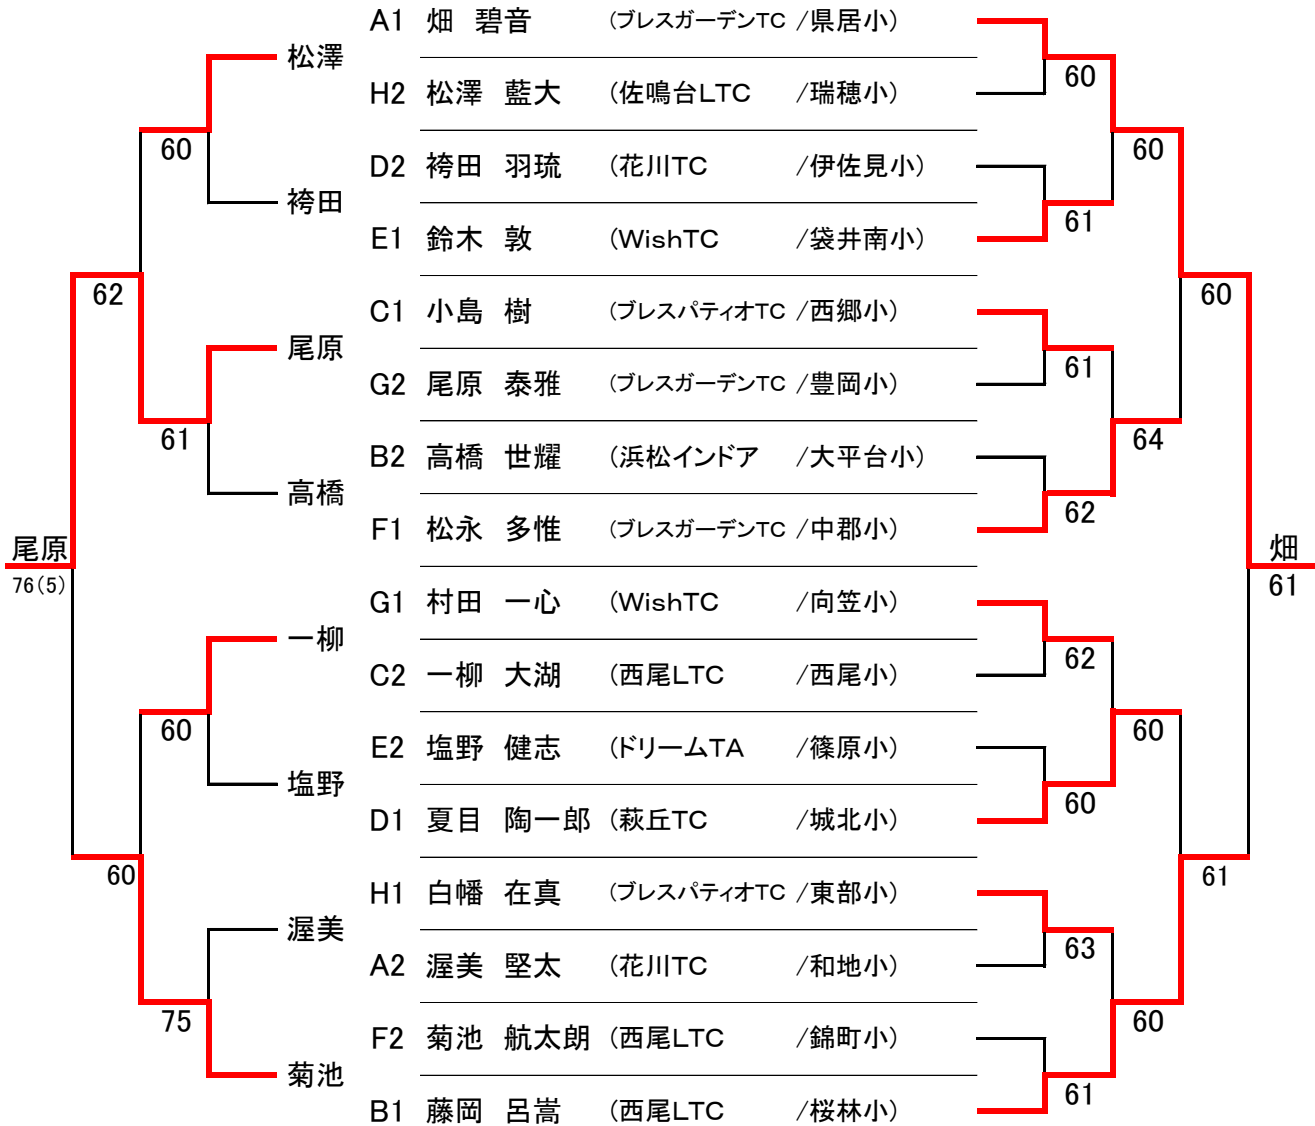 A1 畑 碧音 (ブレスガーデンTC /県居小)
松澤
60
H2 松澤 藍大 (佐鳴台LTC /瑞穂小)
60 60
D2 袴田 羽琉 (花川TC /伊佐見小)
袴田
61
E1 鈴木 敦 (WishTC /袋井南小)
62 60
C1 小島 樹 (ブレスパティオTC /西郷小)
尾原
61
G2 尾原 泰雅 (ブレスガーデンTC /豊岡小)
61 64
B2 高橋 世耀 (浜松インドア /大平台小)
高橋
62
F1 松永 多惟 (ブレスガーデンTC /中郡小)
尾原 畑
76(5) 61
G1 村田 一心 (WishTC /向笠小)
一柳
62
C2 一柳 大湖 (西尾LTC /西尾小)
60 60
E2 塩野 健志 (ドリームTA /篠原小)
塩野
60
D1 夏目 陶一郎 (萩丘TC /城北小)
60 61
H1 白幡 在真 (ブレスパティオTC /東部小)
渥美
63
A2 渥美 堅太 (花川TC /和地小)
75 60
F2 菊池 航太朗 (西尾LTC /錦町小)
菊池
61
B1 藤岡 呂嵩 (西尾LTC /桜林小)